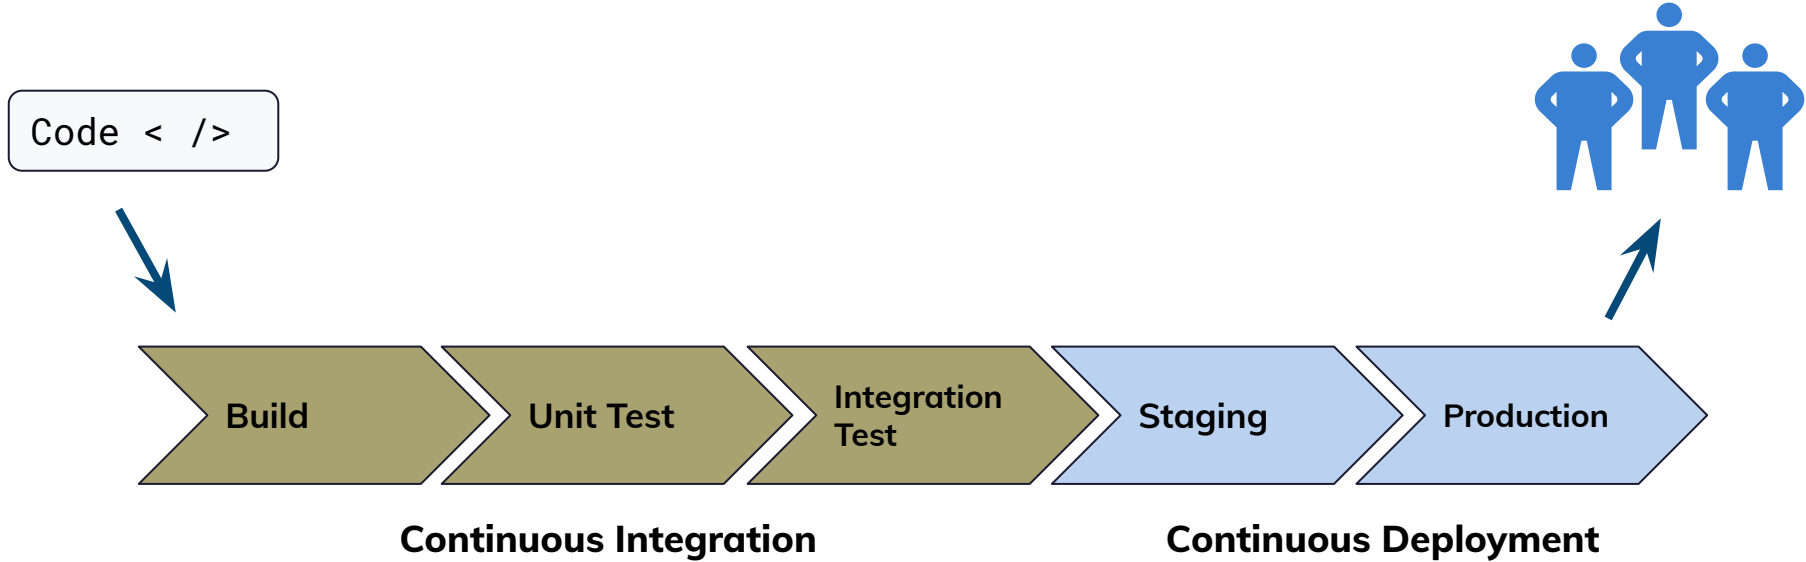 Code < />
Build
Unit Test
Integration
Test
Staging
Production
Continuous Integration
Continuous Deployment